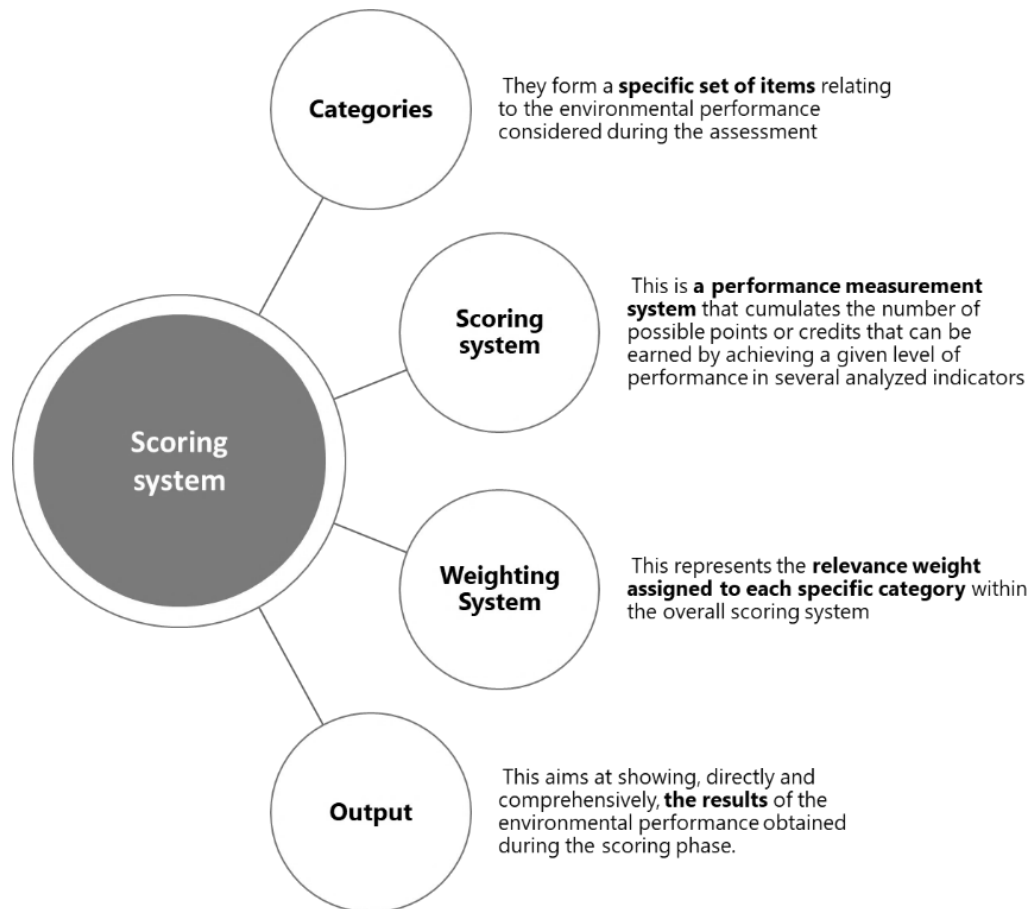 Categories
They form a specific set of items relating
to the environmental performance
considered during the assessment
Scoring
system
This is a performance measurement
system that cumulates the number of
possible points or credits that can be
earned by achieving a given level of
performance in several analyzed indicators
Scoring
system
Weighting
System
This represents the relevance weight
assigned to each specific category within
the overall scoring system
Output
This aims at showing, directly and
comprehensively, the results of the
environmental performance obtained
during the scoring phase.